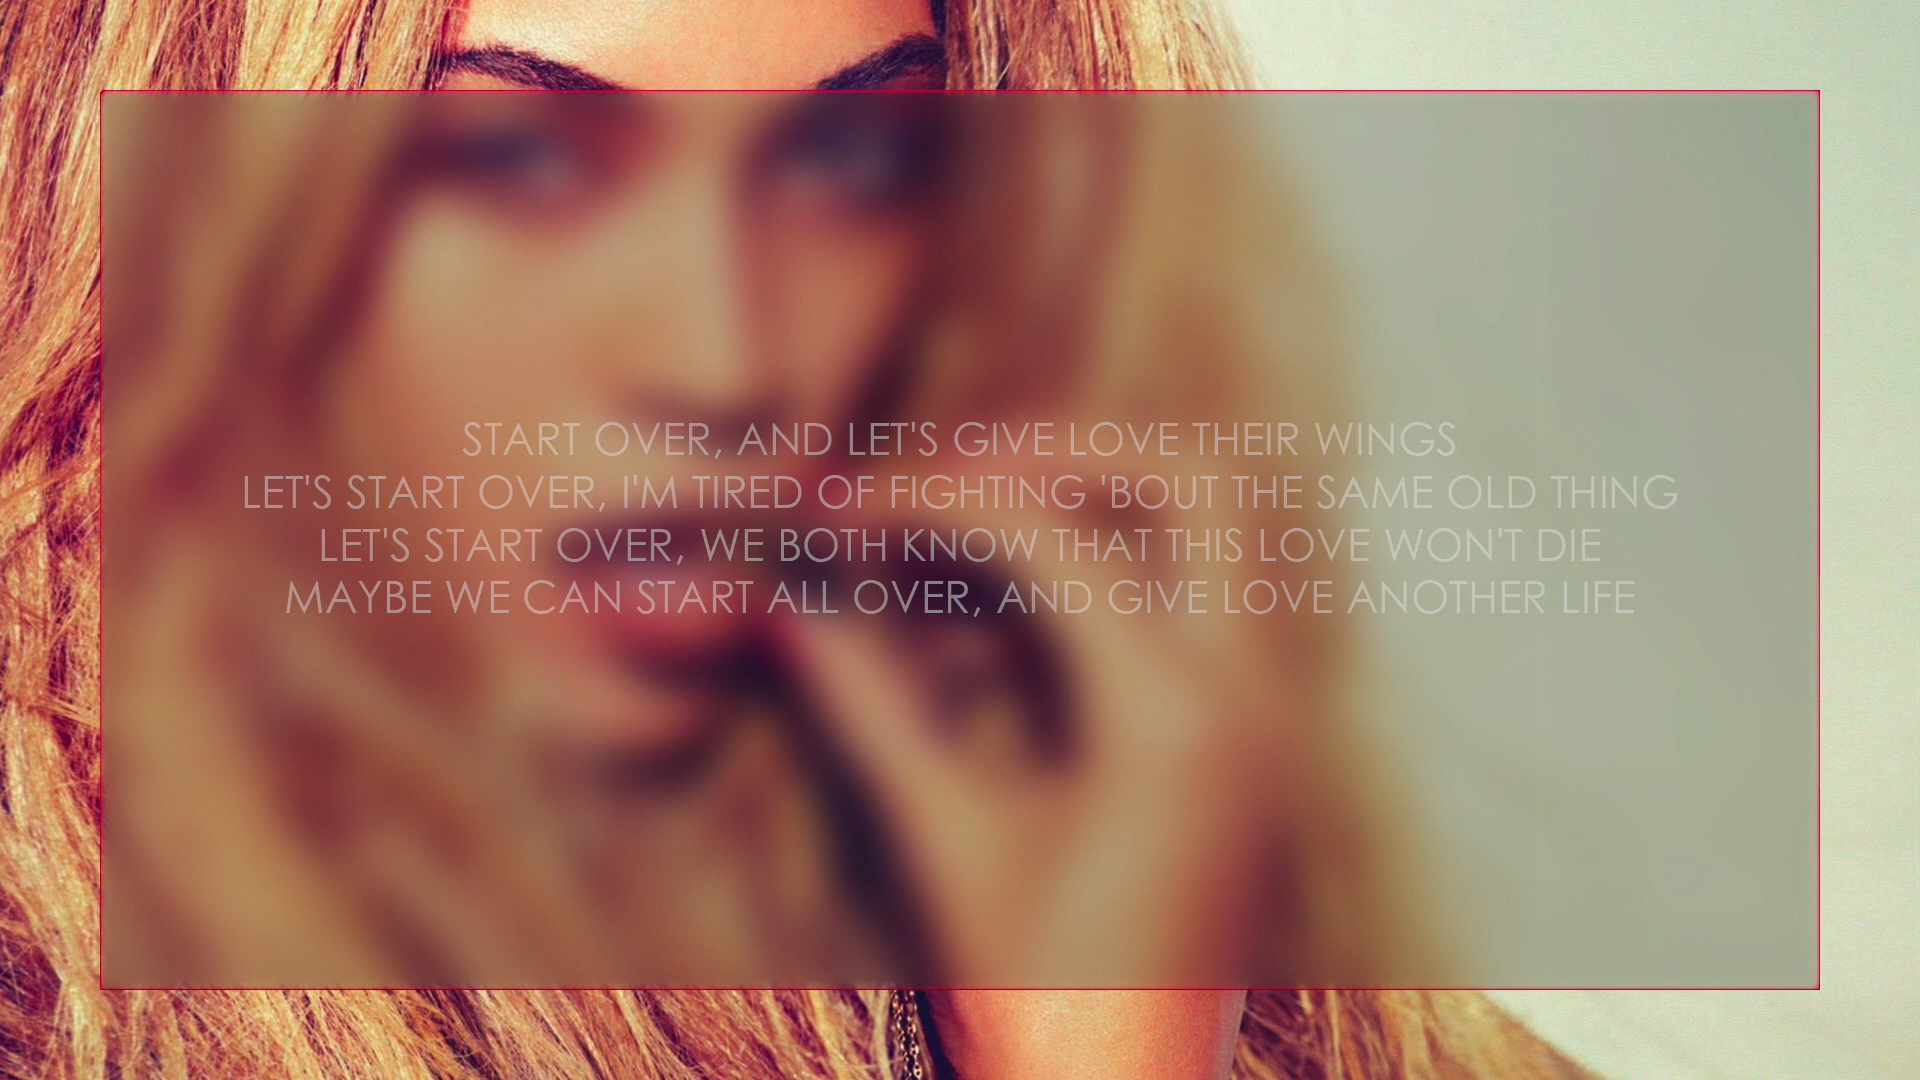 START OVER, AND LET'S GIVE LOVE THEIR WINGS
LET'S START OVER, I'M TIRED OF FIGHTING 'BOUT THE SAME OLD THING
LET'S START OVER, WE BOTH KNOW THAT THIS LOVE WON'T DIE
MAYBE WE CAN START ALL OVER, AND GIVE LOVE ANOTHER LIFE